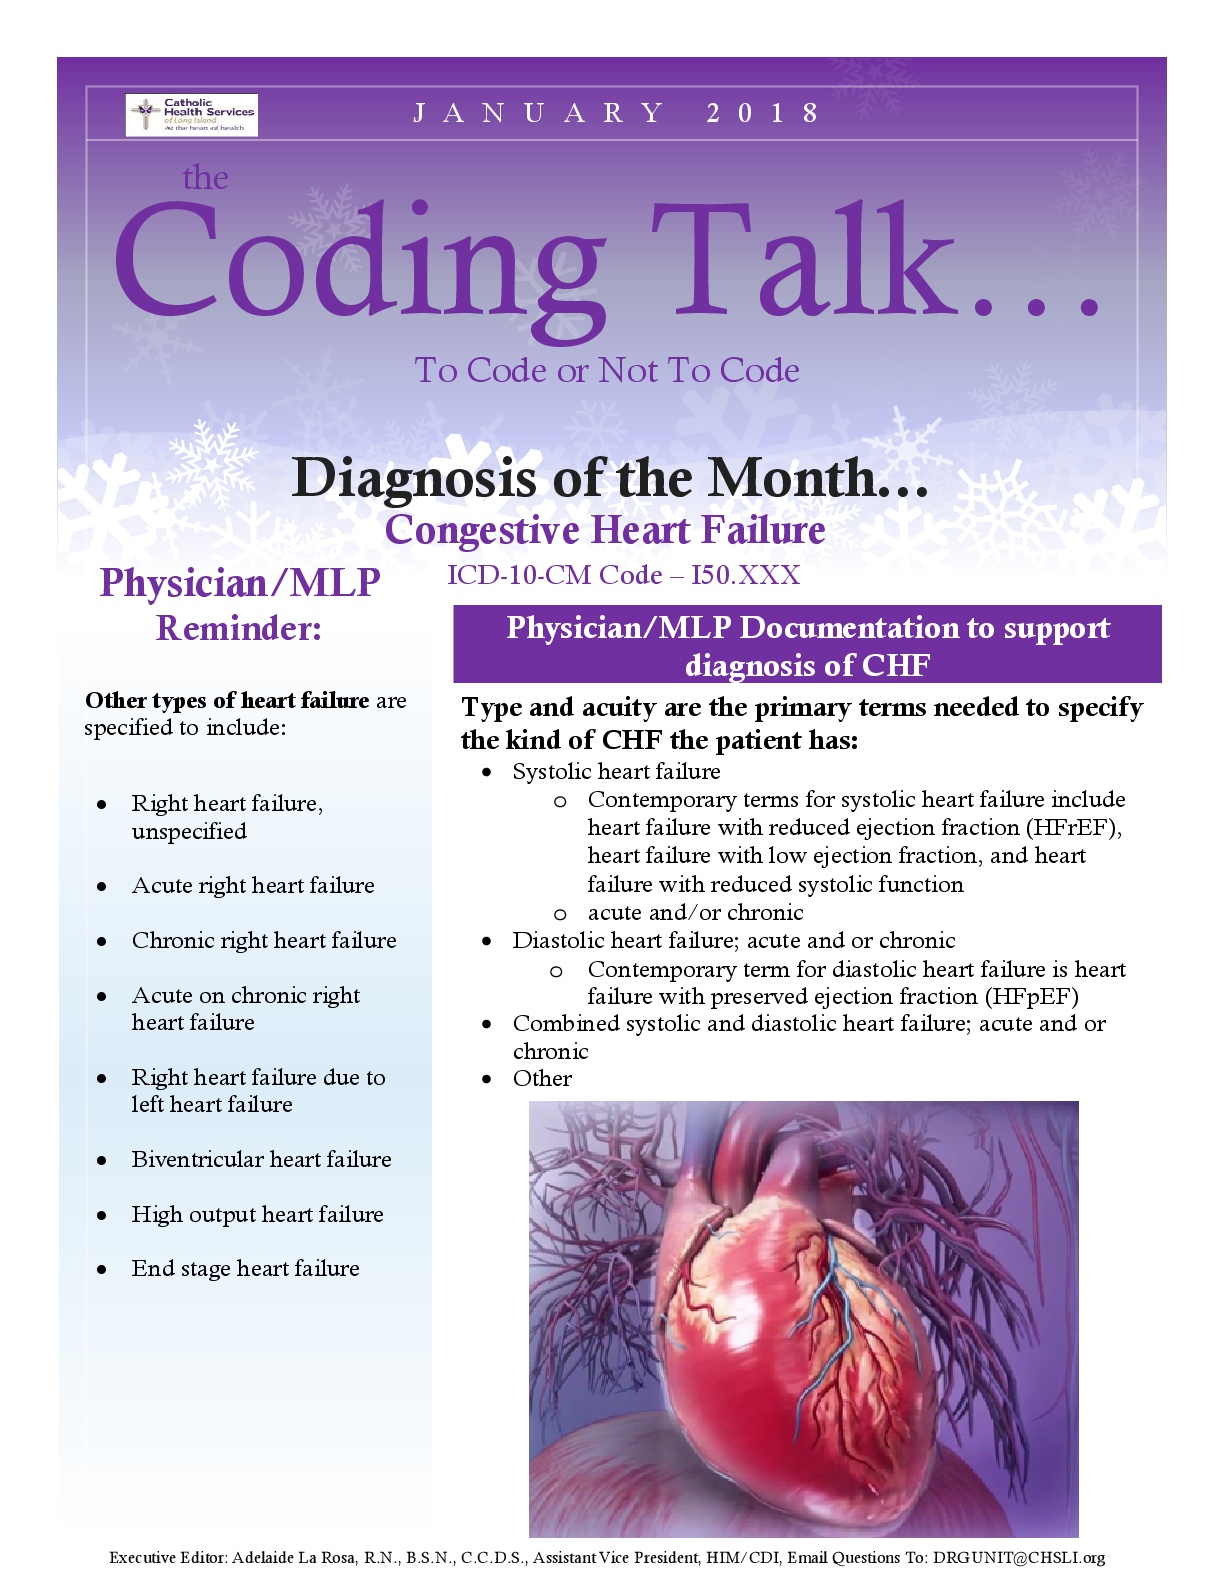 Catholic
Health Services
of Long Island
At the heart of health
JANUARY 2018
the
Coding Talk…
To Code or Not To Code
Diagnosis of the Month…
Congestive Heart Failure
ICD-10-CM Code – I50.XXX
Physician/MLP
Reminder:
Other types of heart failure are
specified to include:
• Right heart failure,
unspecified
• Acute right heart failure
• Chronic right heart failure
• Acute on chronic right
heart failure
• Right heart failure due to
left heart failure
• Biventricular heart failure
• High output heart failure
• End stage heart failure
Physician/MLP Documentation to support
diagnosis of CHF
Type and acuity are the primary terms needed to specify
the kind of CHF the patient has:
• Systolic heart failure
o Contemporary terms for systolic heart failure include
heart failure with reduced ejection fraction (HFrEF),
heart failure with low ejection fraction, and heart
failure with reduced systolic function
o acute and/or chronic
• Diastolic heart failure; acute and or chronic
o Contemporary term for diastolic heart failure is heart
failure with preserved ejection fraction (HFpEF)
• Combined systolic and diastolic heart failure; acute and or
chronic
• Other
Executive Editor: Adelaide La Rosa, R.N., B.S.N., C.C.D.S., Assistant Vice President, HIM/CDI, Email Questions To: DRGUNIT@CHSLI.org